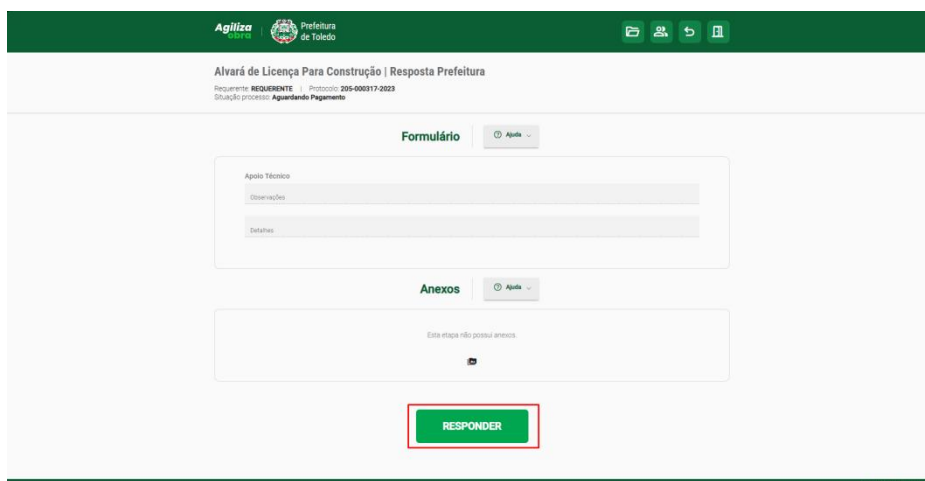 Agiliza
obra
Prefeitura
de Toledo
Alvará de Licença Para Construção | Resposta Prefeitura
Requerente: REQUERENTE | Protocolo: 205-000317-2023
Situação processo: Aguardando Pagamento
Formulário
Ajuda
Apoio Técnico
Observações
Detalhes
Anexos
Ajuda
Esta etapa não possui anexos.
RESPONDER